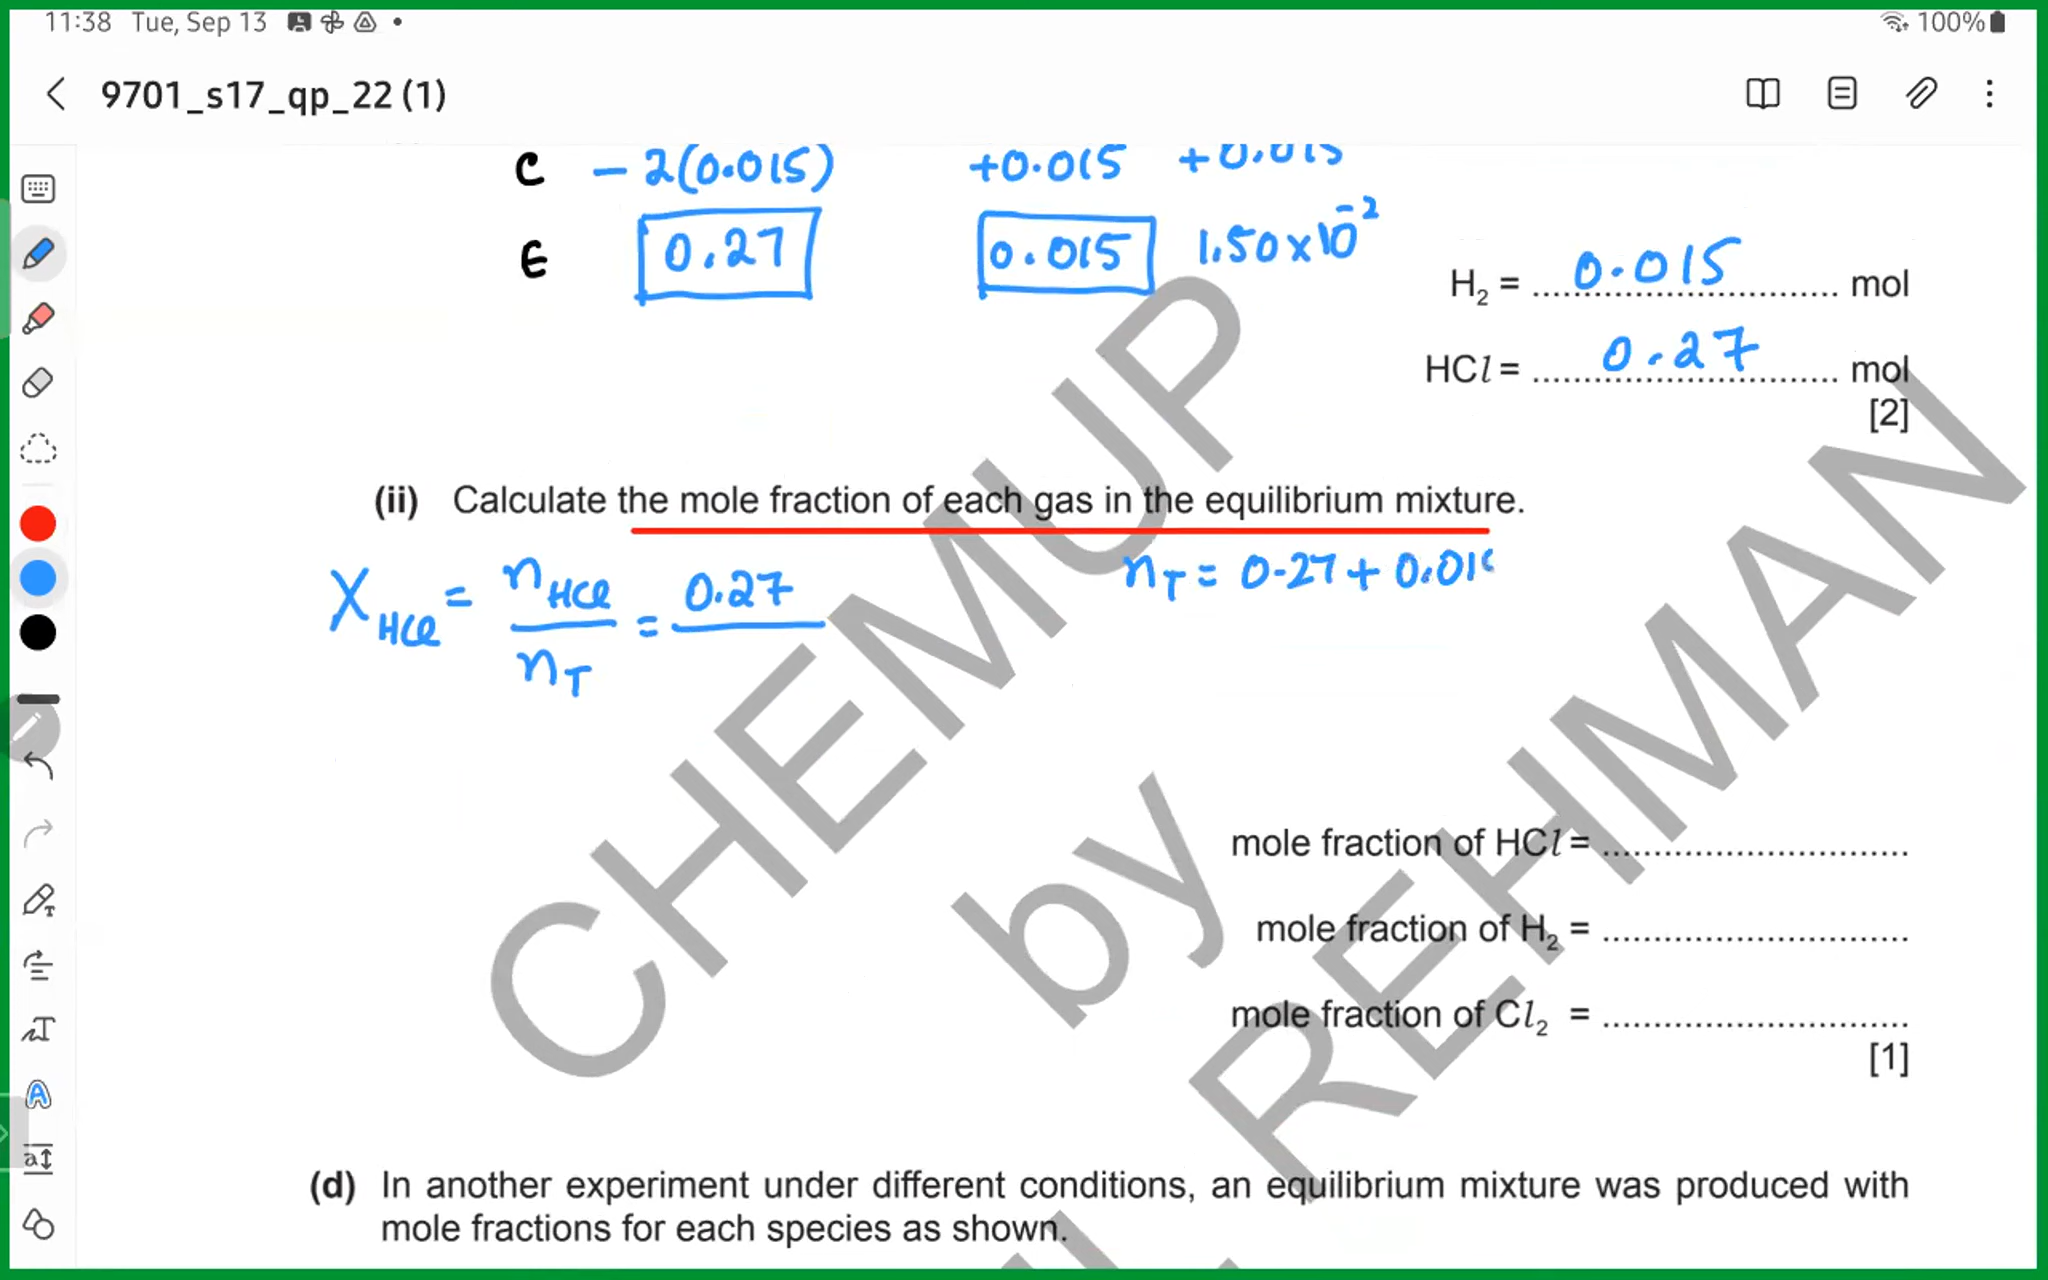 11:38 Tue, Sep 13
100%
9701_s17_qp_22 (1)
C − 2(0.015) +0.015 +0.015
E 0.27 0.015 1.50×10⁻²
H₂ = 0.015 mol
HCl = 0.27 mol
[2]
(ii) Calculate the mole fraction of each gas in the equilibrium mixture.
X_HCl = n_HCl / n_T = 0.27
n_T = 0.27 + 0.01
mole fraction of HCl = ............................
mole fraction of H₂ = ............................
mole fraction of Cl₂ = ............................
[1]
(d) In another experiment under different conditions, an equilibrium mixture was produced with
mole fractions for each species as shown.
CHEMUP
by
REHMAN